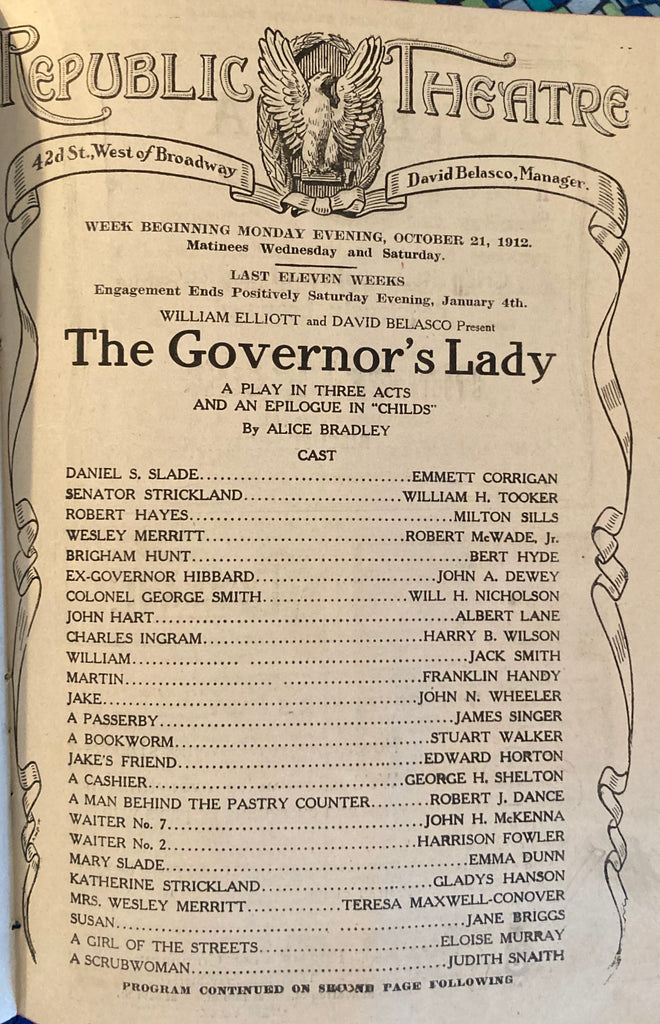 REPUBLIC THEATRE
42d St., West of Broadway
David Belasco, Manager.
WEEK BEGINNING MONDAY EVENING, OCTOBER 21, 1912.
Matinees Wednesday and Saturday.
LAST ELEVEN WEEKS
Engagement Ends Positively Saturday Evening, January 4th.
WILLIAM ELLIOTT and DAVID BELASCO Present
The Governor's Lady
A PLAY IN THREE ACTS
AND AN EPILOGUE IN "CHILDS"
By ALICE BRADLEY
CAST
DANIEL S. SLADE EMMETT CORRIGAN
SENATOR STRICKLAND WILLIAM H. TOOKER
ROBERT HAYES MILTON SILLS
WESLEY MERRITT ROBERT McWADE, Jr.
BRIGHAM HUNT BERT HYDE
EX-GOVERNOR HIBBARD JOHN A. DEWEY
COLONEL GEORGE SMITH WILL H. NICHOLSON
JOHN HART ALBERT LANE
CHARLES INGRAM HARRY B. WILSON
WILLIAM JACK SMITH
MARTIN FRANKLIN HANDY
JAKE JOHN N. WHEELER
A PASSERBY JAMES SINGER
A BOOKWORM STUART WALKER
JAKE'S FRIEND EDWARD HORTON
A CASHIER GEORGE H. SHELTON
A MAN BEHIND THE PASTRY COUNTER ROBERT J. DANCE
WAITER No. 7 JOHN H. McKENNA
WAITER No. 2 HARRISON FOWLER
MARY SLADE EMMA DUNN
KATHERINE STRICKLAND GLADYS HANSON
MRS. WESLEY MERRITT TERESA MAXWELL-CONOVER
SUSAN JANE BRIGGS
A GIRL OF THE STREETS ELOISE MURRAY
A SCRUBWOMAN JUDITH SNAITH
PROGRAM CONTINUED ON SECOND PAGE FOLLOWING